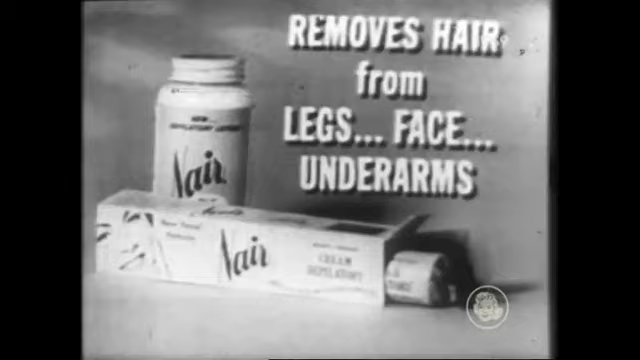 REMOVES HAIR
from
LEGS... FACE...
UNDERARMS
Nair
Nair
CREAM
DEPILATORY